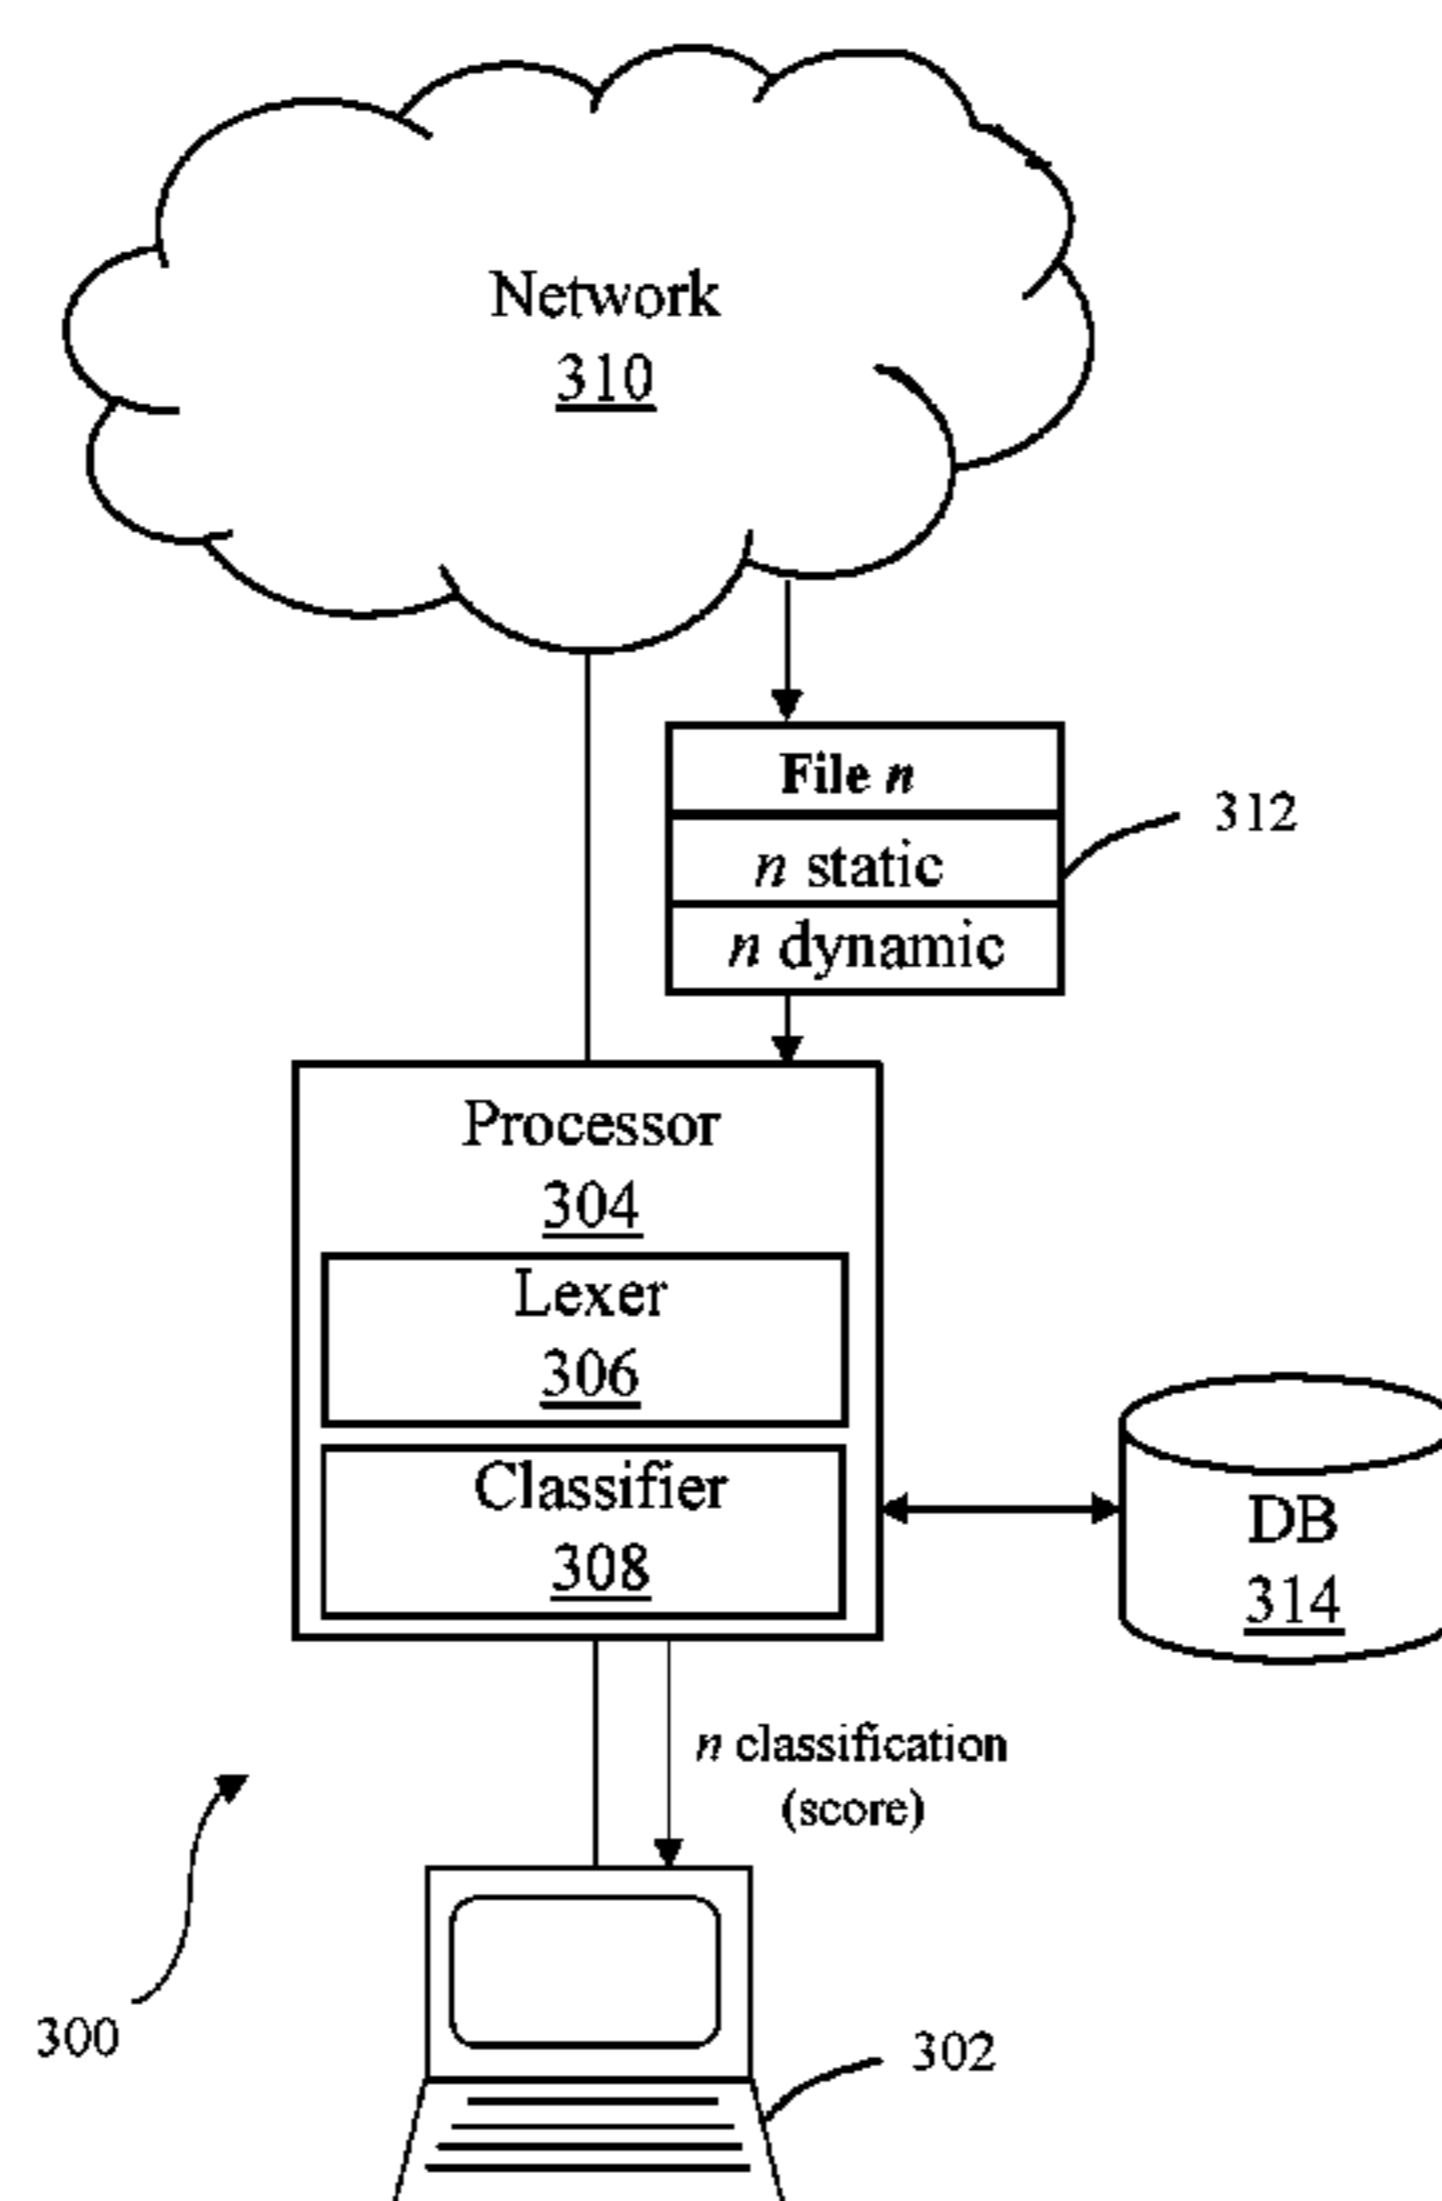 Network
310
File n
312
n static
n dynamic
Processor
304
Lexer
306
Classifier
308
DB
314
n classification
(score)
300
302